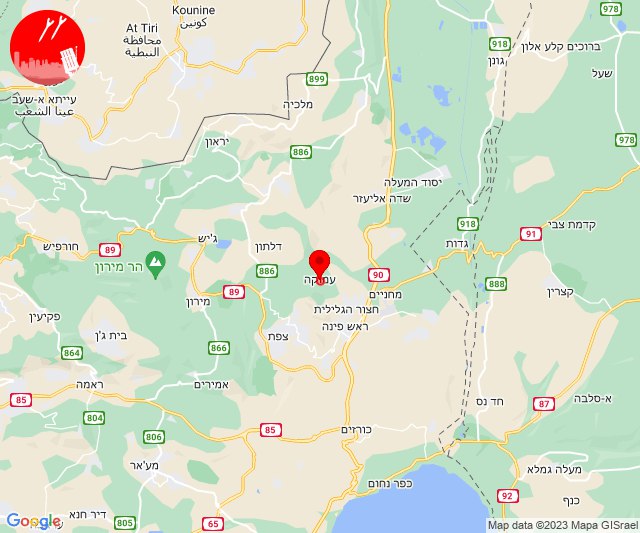 Kounine
כונין
At Tiri
محافظة
النبطية
עייתא א-שעב
عيتا الشعب
978
918
ברוכים קלע אלון
גונן
שעל
899
מלכיה
978
יראון
886
יסוד המעלה
שדה אליעזר
918
91
קדמת צבי
ג'יש
דלתון
גדות
חורפיש
89
הר מירון
886
עמוקה
90
888
מירון
89
מחניים
קצרין
חצור הגלילית
פקיעין
בית ג'ן
ראש פינה
צפת
866
864
ראמה
אמירים
א-סלבה
85
חד נס
87
804
85
כורזים
806
מע'אר
מעלה גמלא
כפר נחום
92
כנף
דיר חנא
805
65
Google
Map data ©2023 Mapa GISrael